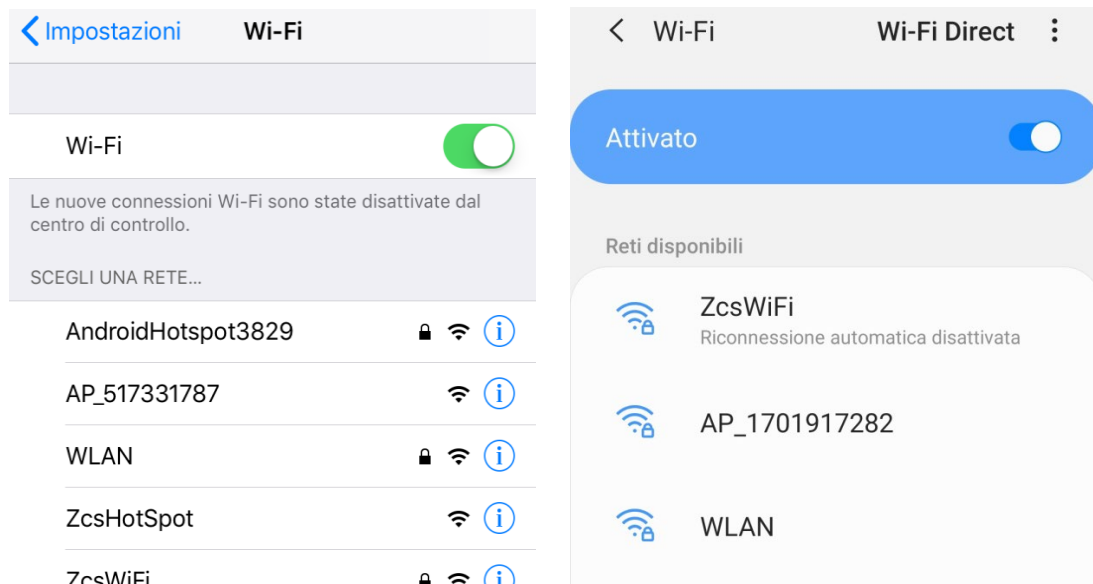 Impostazioni Wi-Fi
Wi-Fi
Le nuove connessioni Wi-Fi sono state disattivate dal
centro di controllo.
SCEGLI UNA RETE...
AndroidHotspot3829
AP_517331787
WLAN
ZcsHotSpot
ZcsWiFi
Wi-Fi Wi-Fi Direct
Attivato
Reti disponibili
ZcsWiFi
Riconnessione automatica disattivata
AP_1701917282
WLAN